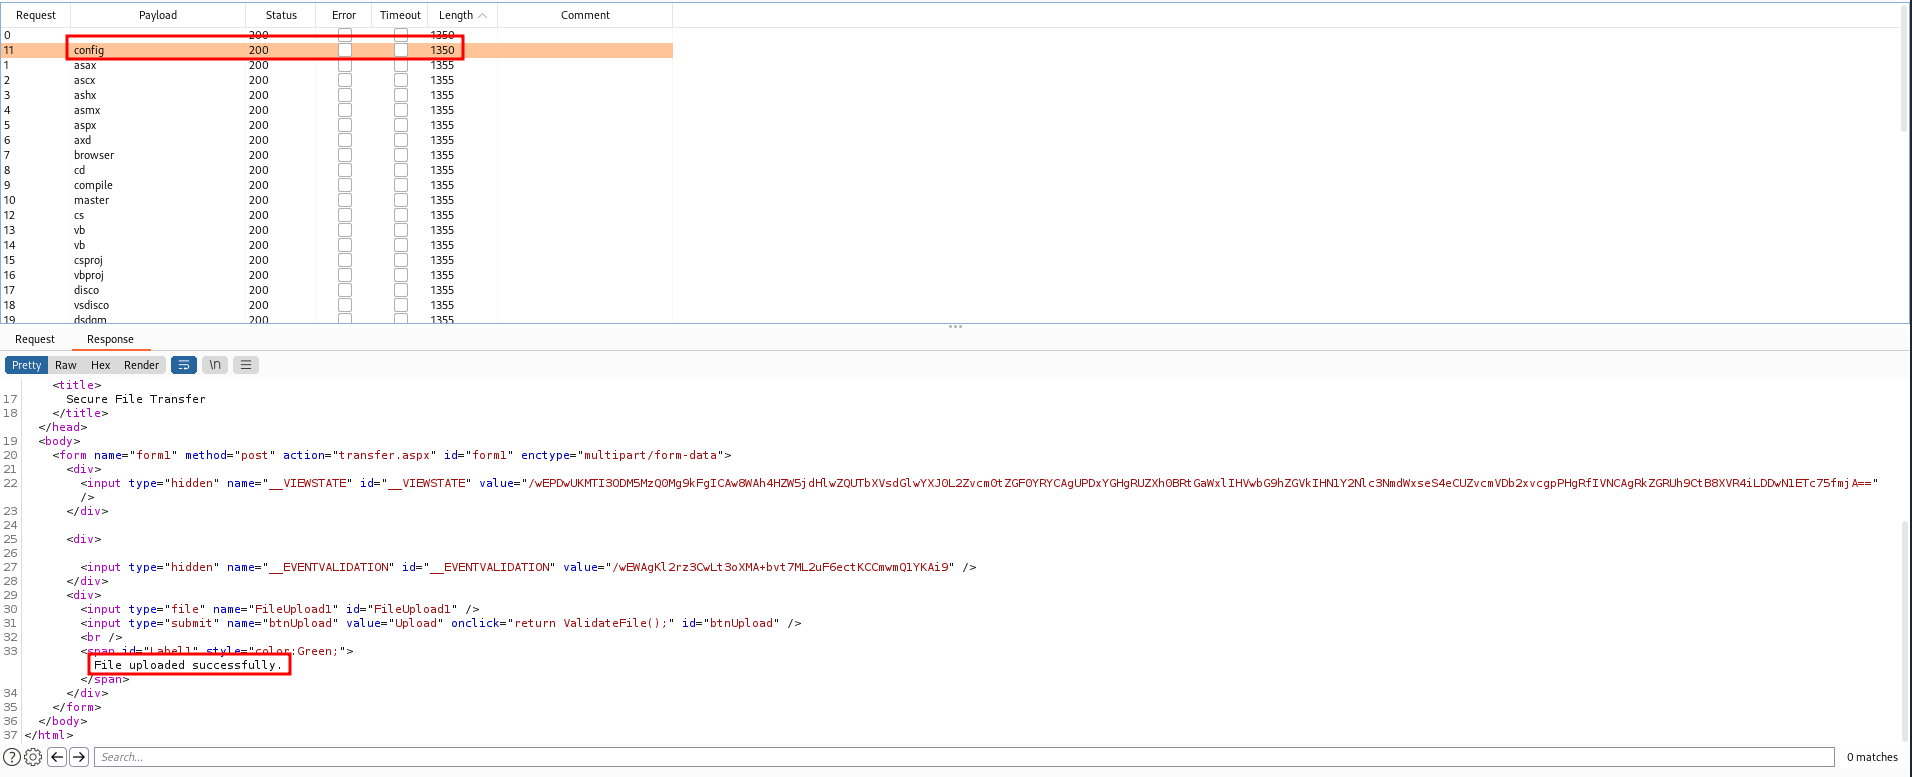 Request Payload Status Error Timeout Length Comment
0 200 1350
11 config 200 1350
1 asax 200 1355
2 ascx 200 1355
3 ashx 200 1355
4 asmx 200 1355
5 aspx 200 1355
6 axd 200 1355
7 browser 200 1355
8 cd 200 1355
9 compile 200 1355
10 master 200 1355
12 cs 200 1355
13 vb 200 1355
14 vb 200 1355
15 csproj 200 1355
16 vbproj 200 1355
17 disco 200 1355
18 vsdisco 200 1355
19 dsdgm 200 1355
Request Response
Pretty Raw Hex Render \n
<title>
17 Secure File Transfer
18 </title>
</head>
19 <body>
20 <form name="form1" method="post" action="transfer.aspx" id="form1" enctype="multipart/form-data">
21 <div>
22 <input type="hidden" name="__VIEWSTATE" id="__VIEWSTATE" value="
/>
23 </div>
24
25 <div>
26
27 <input type="hidden" name="__EVENTVALIDATION" id="__EVENTVALIDATION" value="/wEWAgKl2rz3CwLt3oXMA+bvt7ML2uF6ectKCCmwmQ1YKAi9" />
28 </div>
29 <div>
30 <input type="file" name="FileUpload1" id="FileUpload1" />
31 <input type="submit" name="btnUpload" value="Upload" onclick="return ValidateFile();" id="btnUpload" />
32 <br />
33 <span id="Label1" style="color:Green;">
File uploaded successfully.
</span>
34 </div>
35 </form>
36 </body>
37 </html>
? Search... 0 matches